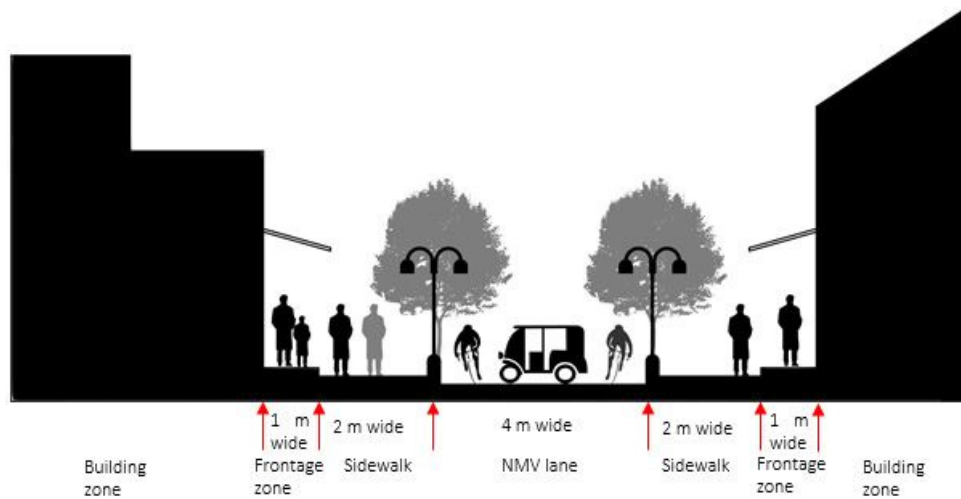 1 m
wide
2 m wide
4 m wide
2 m wide
1 m
wide
Building
zone
Frontage
zone
Sidewalk
NMV lane
Sidewalk
Frontage
zone
Building
zone